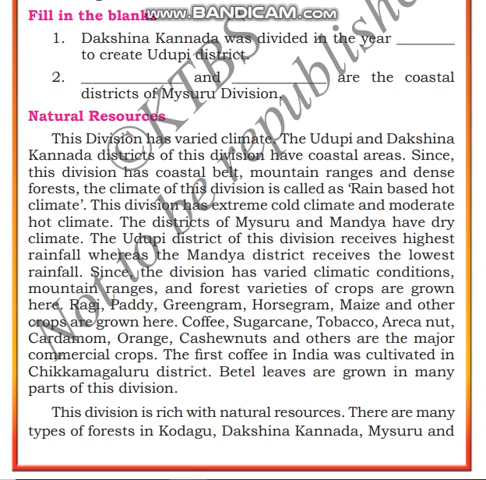 Fill in the blanks
www.BANDICAM.com
1. Dakshina Kannada was divided in the year ________
to create Udupi district.
2. ______________ and ______________ are the coastal
districts of Mysuru Division.
Natural Resources
This Division has varied climate. The Udupi and Dakshina
Kannada districts of this division have coastal areas. Since,
this division has coastal belt, mountain ranges and dense
forests, the climate of this division is called as ‘Rain based hot
climate’. This division has extreme cold climate and moderate
hot climate. The districts of Mysuru and Mandya have dry
climate. The Udupi district of this division receives highest
rainfall whereas the Mandya district receives the lowest
rainfall. Since, the division has varied climatic conditions,
mountain ranges, and forest varieties of crops are grown
here. Ragi, Paddy, Greengram, Horsegram, Maize and other
crops are grown here. Coffee, Sugarcane, Tobacco, Areca nut,
Cardamom, Orange, Cashewnuts and others are the major
commercial crops. The first coffee in India was cultivated in
Chikkamagaluru district. Betel leaves are grown in many
parts of this division.
This division is rich with natural resources. There are many
types of forests in Kodagu, Dakshina Kannada, Mysuru and
©KTBS
Not to be republished